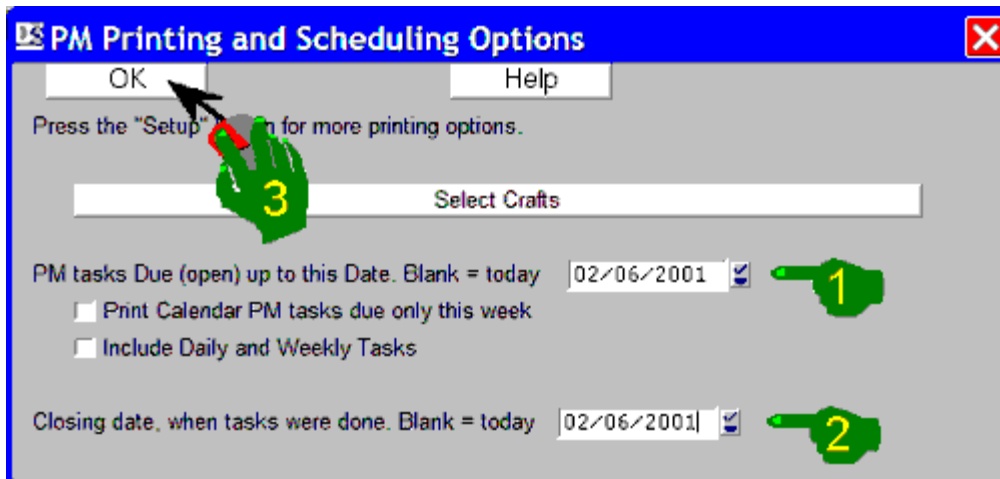 PM Printing and Scheduling Options
OK Help
Press the "Setup" n for more printing options.
3
Select Crafts
PM tasks Due (open) up to this Date. Blank = today 02/06/2001 1
Print Calendar PM tasks due only this week
Include Daily and Weekly Tasks
Closing date, when tasks were done. Blank = today 02/06/2001 2